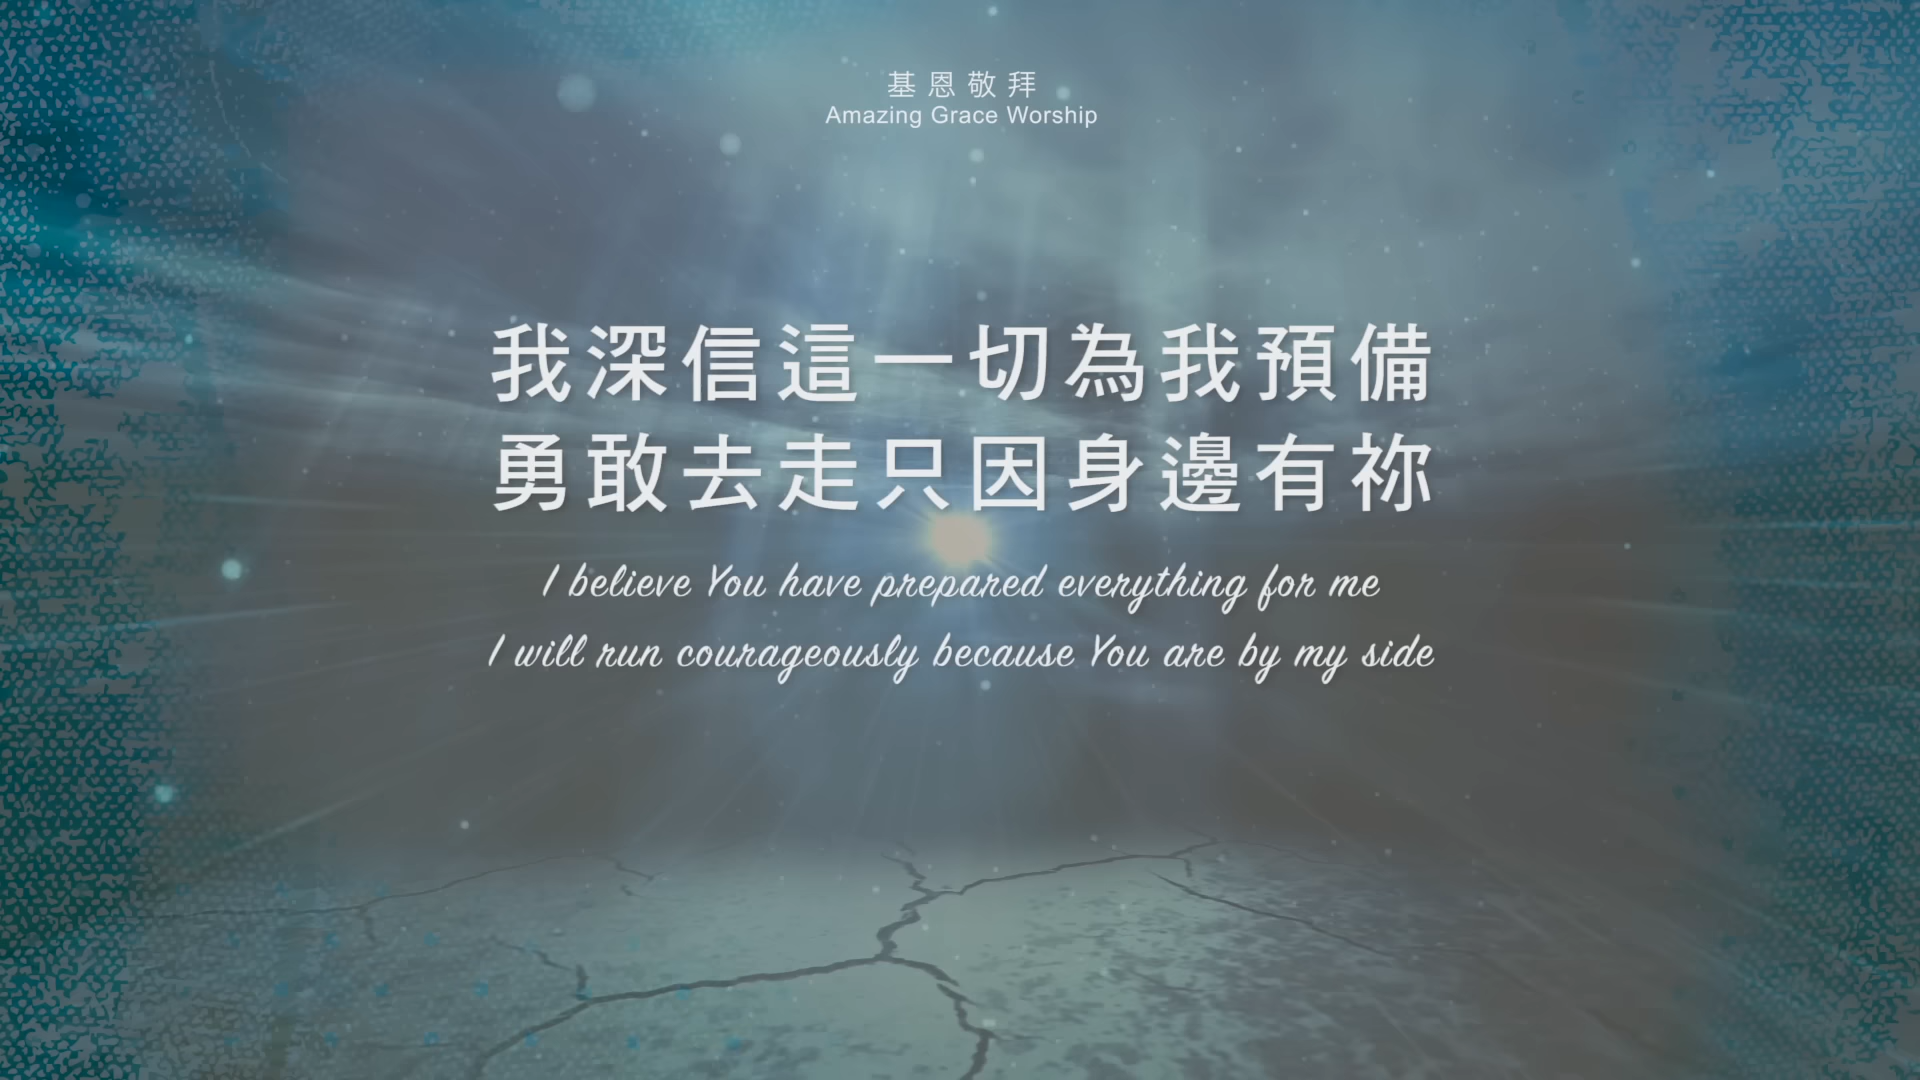 基恩敬拜
Amazing Grace Worship
我深信這一切為我預備
勇敢去走只因身邊有祢
I believe You have prepared everything for me
I will run courageously because You are by my side